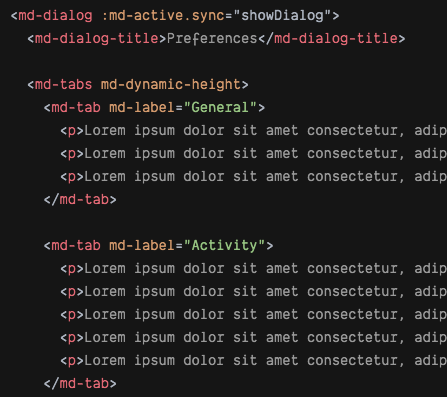 <md-dialog :md-active.sync="showDialog">
<md-dialog-title>Preferences</md-dialog-title>
<md-tabs md-dynamic-height>
<md-tab md-label="General">
<p>Lorem ipsum dolor sit amet consectetur, adip
<p>Lorem ipsum dolor sit amet consectetur, adip
<p>Lorem ipsum dolor sit amet consectetur, adip
</md-tab>
<md-tab md-label="Activity">
<p>Lorem ipsum dolor sit amet consectetur, adip
<p>Lorem ipsum dolor sit amet consectetur, adip
<p>Lorem ipsum dolor sit amet consectetur, adip
<p>Lorem ipsum dolor sit amet consectetur, adip
<p>Lorem ipsum dolor sit amet consectetur, adip
</md-tab>